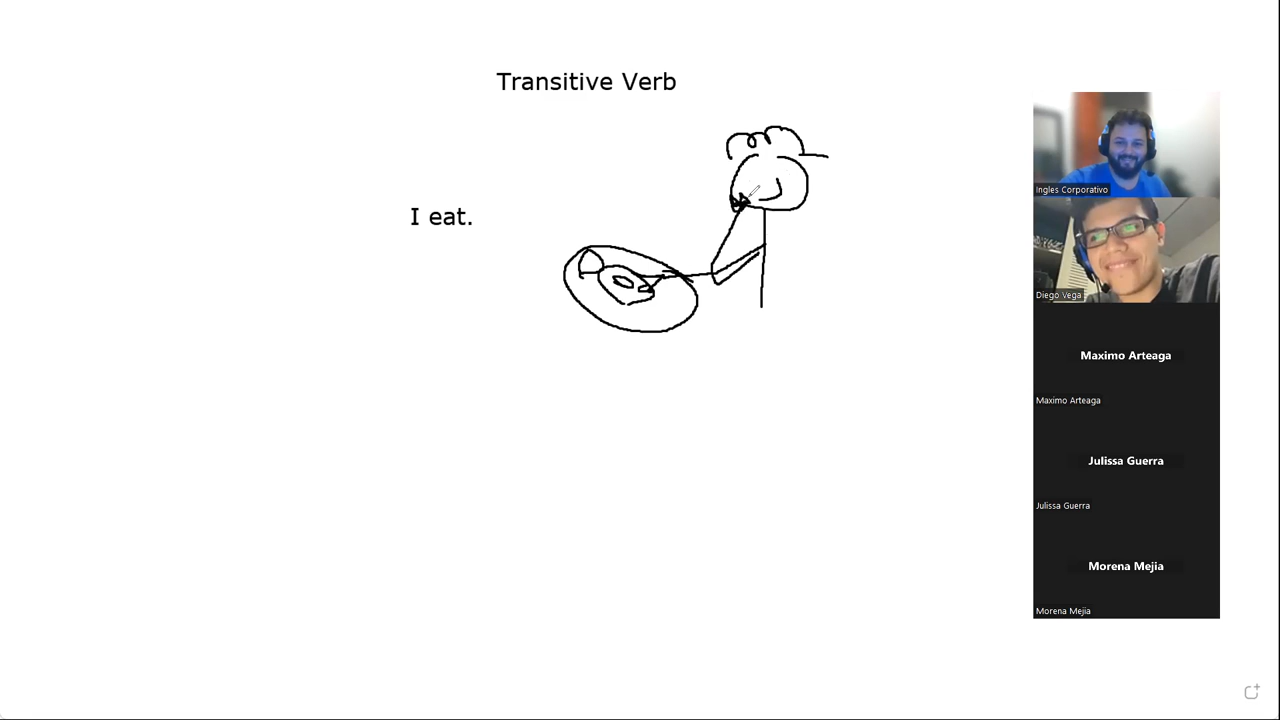 Transitive Verb
I eat.
Ingles Corporativo
Diego Vega
Maximo Arteaga
Maximo Arteaga
Julissa Guerra
Julissa Guerra
Morena Mejia
Morena Mejia